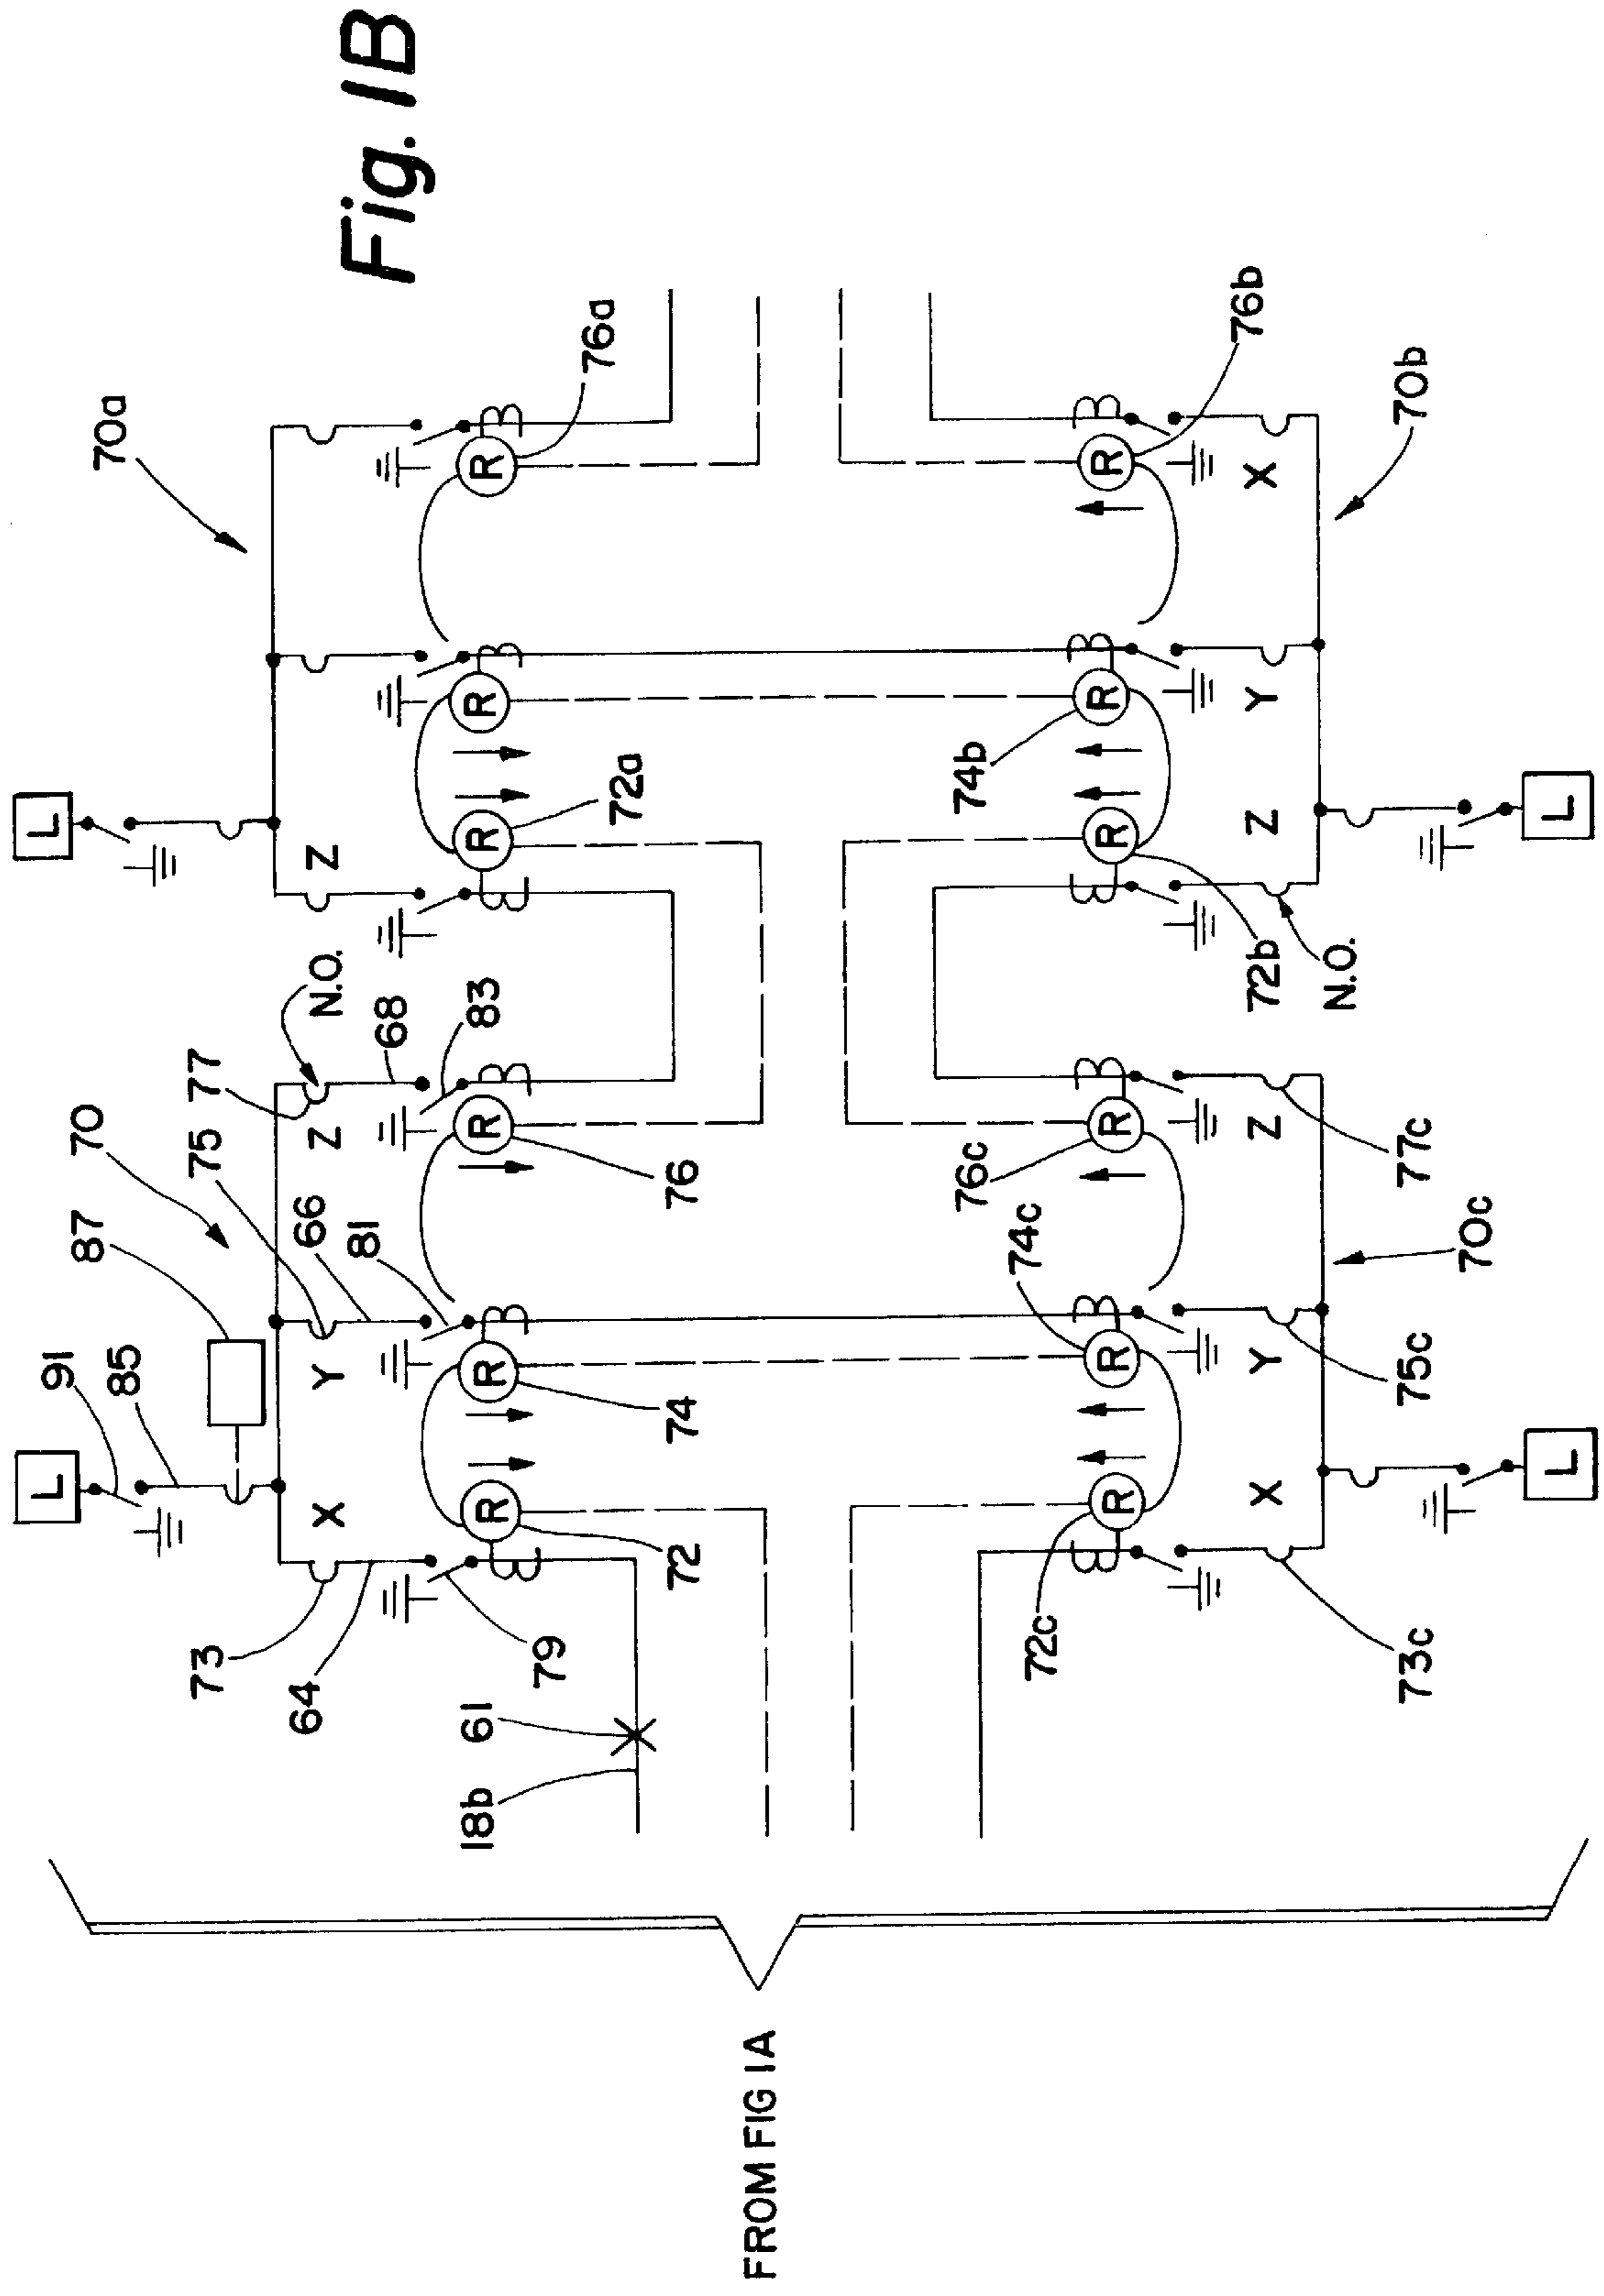 Fig. 1B
70a
76a
76b
70b
L
Z
72a
R
R
R
74b
R
R
R
Z
Y
X
L
72b
N.O.
N.O.
77
68
83
70
75
87
66
81
Z
R
76
76c
R
Z
77c
91
85
Y
R
74
74c
R
Y
75c
70c
L
X
R
72
72c
R
X
L
73
64
79
73c
61
18b
FROM FIG 1A